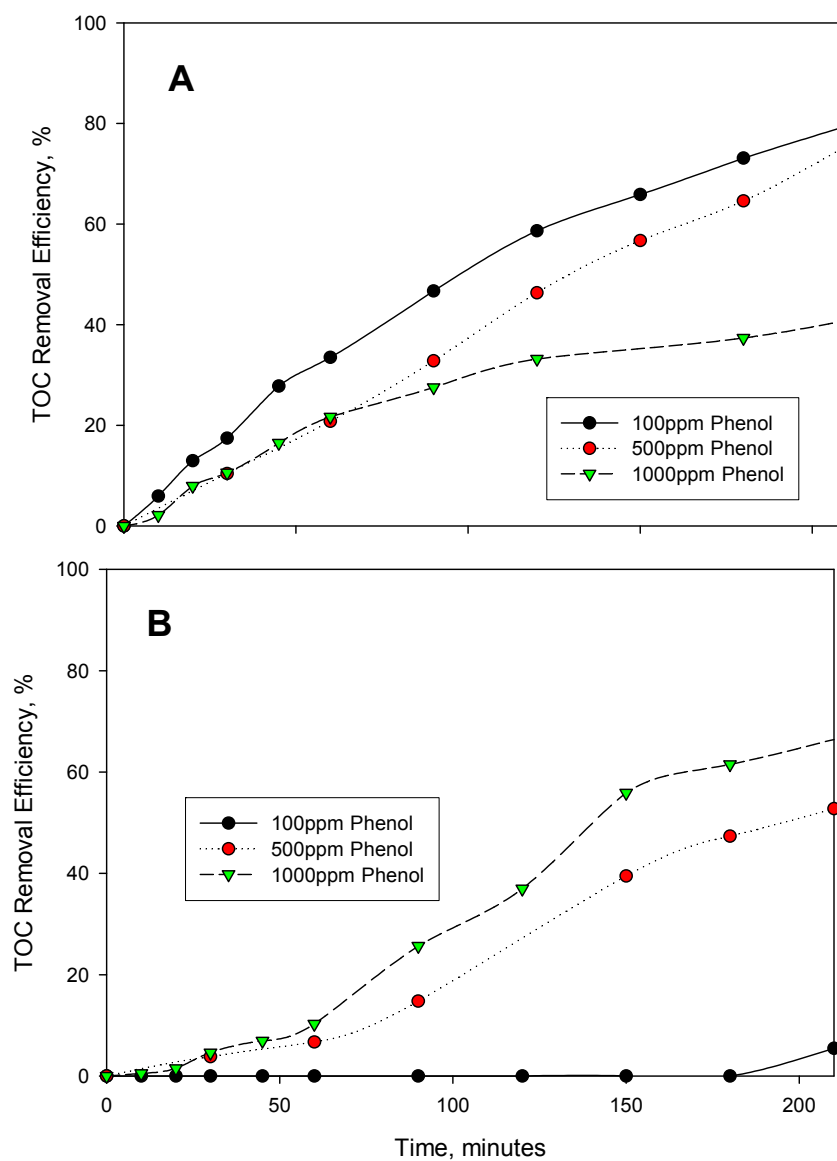 100
80
60
40
20
0
TOC Removal Efficiency, %
A
100ppm Phenol
500ppm Phenol
1000ppm Phenol
100
80
60
40
20
0
TOC Removal Efficiency, %
B
100ppm Phenol
500ppm Phenol
1000ppm Phenol
0 50 100 150 200
Time, minutes